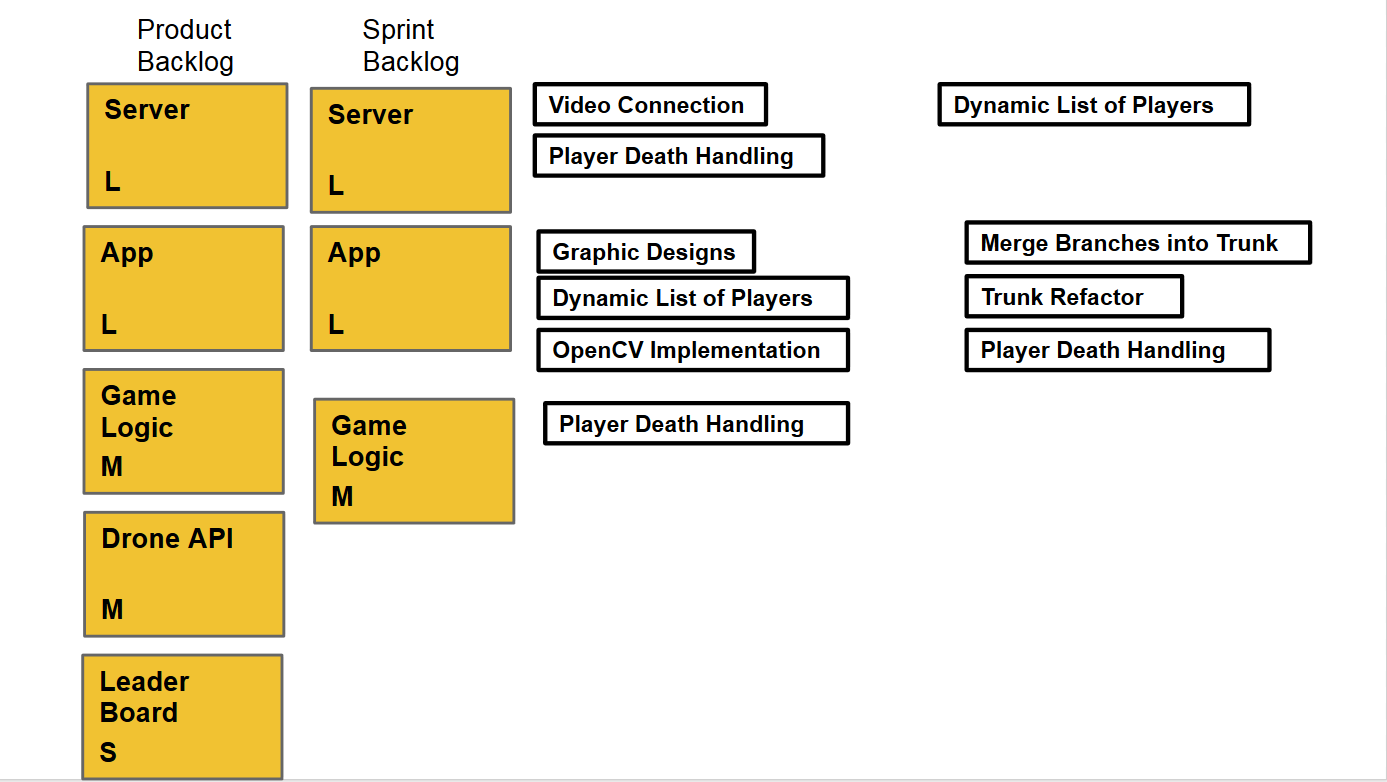 Product
Backlog
Sprint
Backlog
Server
L
Server
L
Video Connection
Player Death Handling
Dynamic List of Players
App
L
App
L
Graphic Designs
Dynamic List of Players
OpenCV Implementation
Merge Branches into Trunk
Trunk Refactor
Player Death Handling
Game
Logic
M
Game
Logic
M
Player Death Handling
Drone API
M
Leader
Board
S